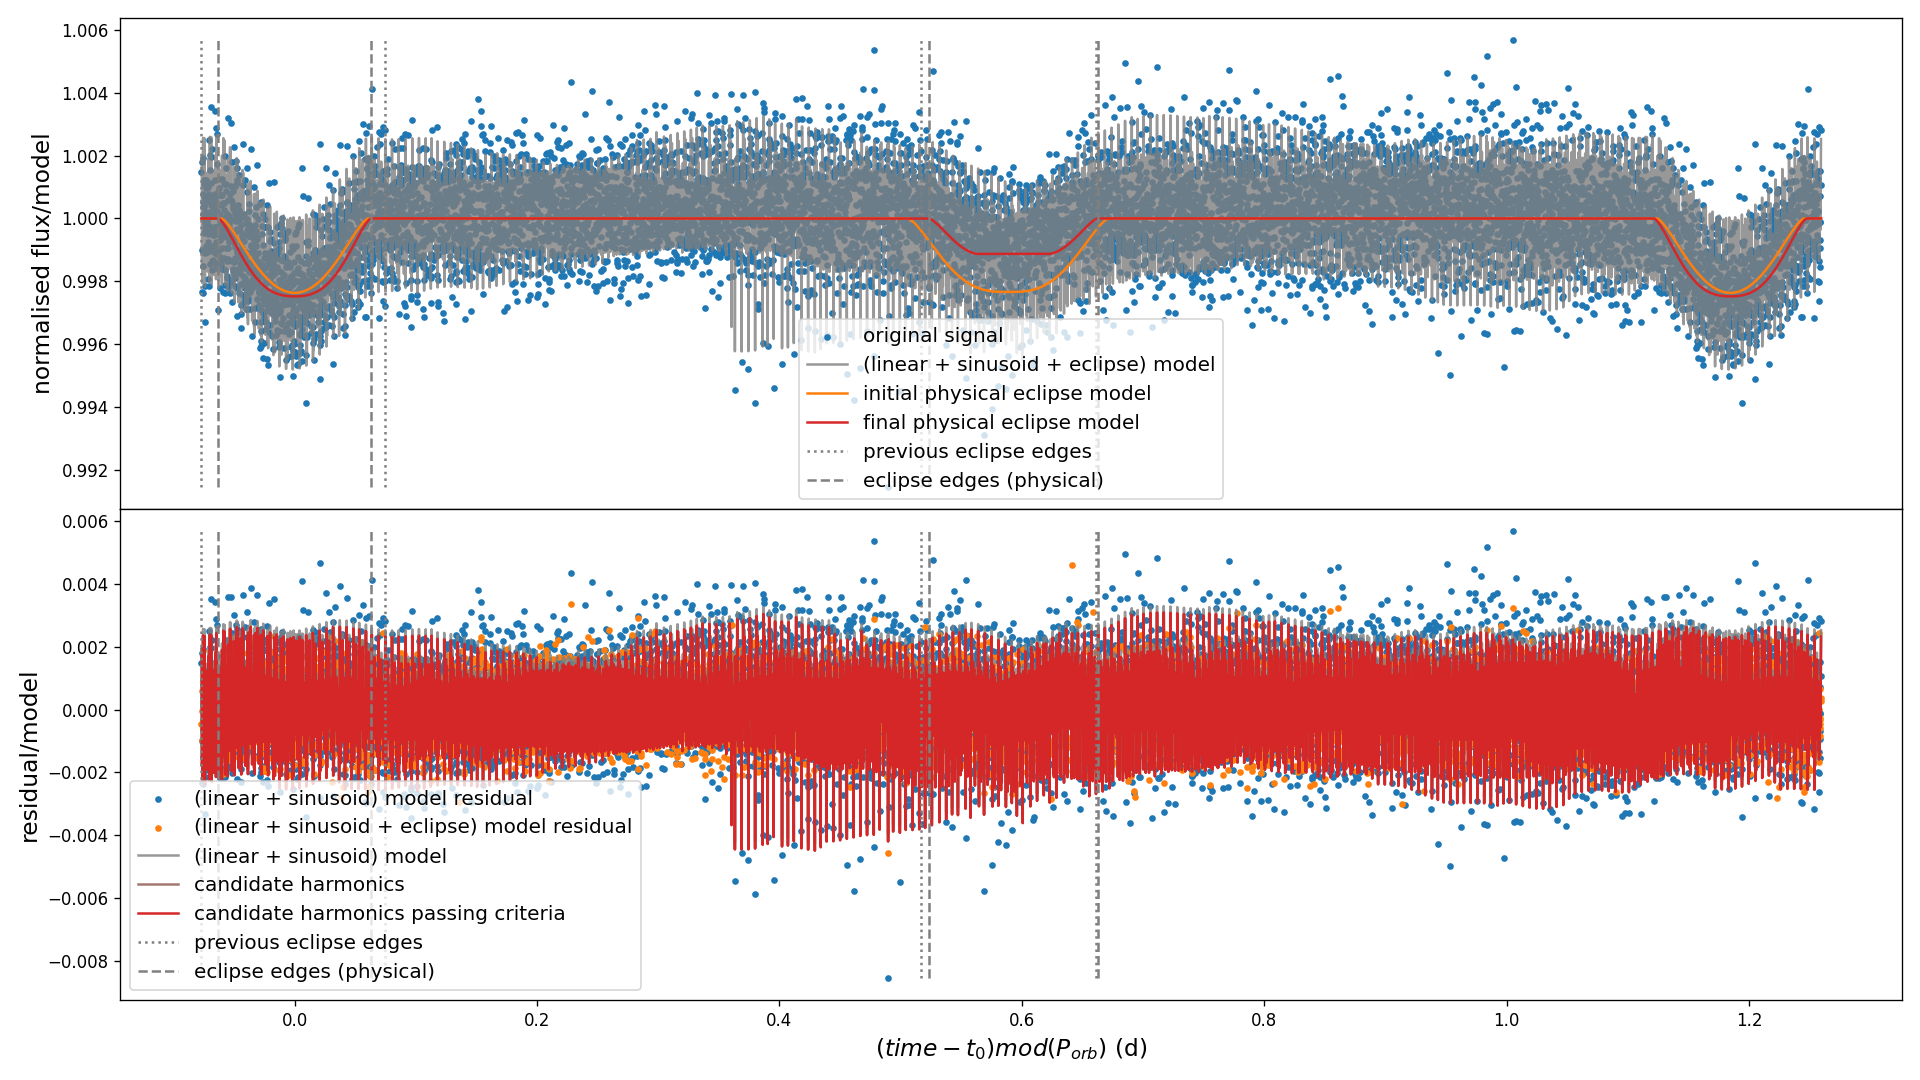 1.006
1.004
1.002
1.000
0.998
0.996
0.994
0.992
normalised flux/model
original signal
(linear + sinusoid + eclipse) model
initial physical eclipse model
final physical eclipse model
previous eclipse edges
eclipse edges (physical)
0.006
0.004
0.002
0.000
−0.002
−0.004
−0.006
−0.008
residual/model
(linear + sinusoid) model residual
(linear + sinusoid + eclipse) model residual
(linear + sinusoid) model
candidate harmonics
candidate harmonics passing criteria
previous eclipse edges
eclipse edges (physical)
0.0 0.2 0.4 0.6 0.8 1.0 1.2
(time − t₀)mod(P_orb) (d)